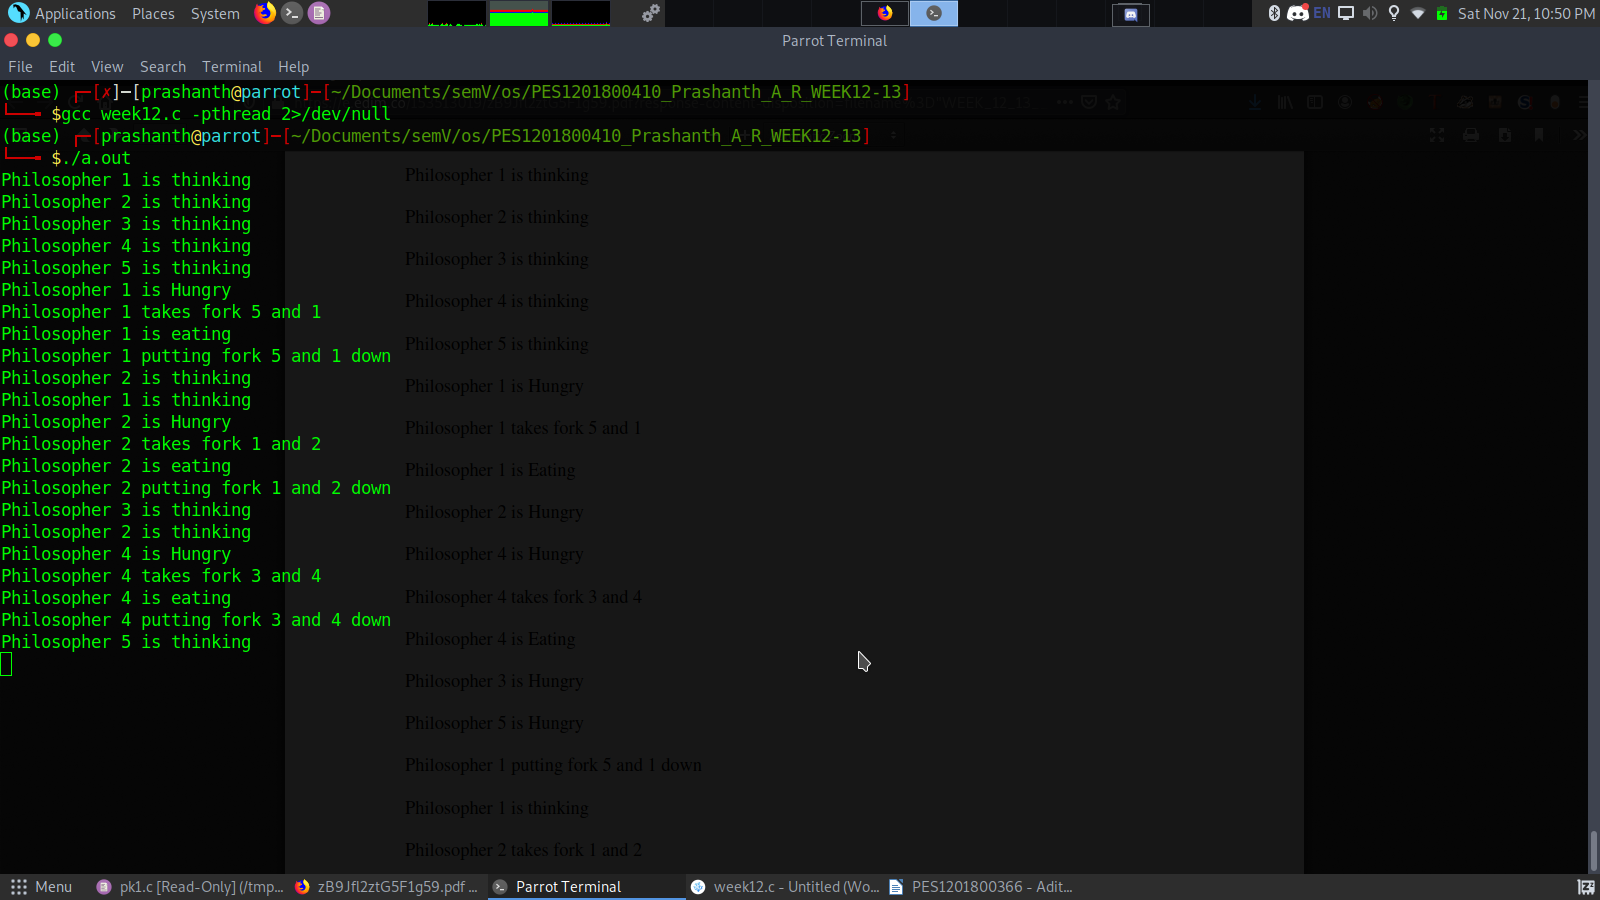 Applications Places System
EN Sat Nov 21, 10:50 PM
Parrot Terminal
File Edit View Search Terminal Help
(base) ┌─[✗]─[prashanth@parrot]─[~/Documents/semV/os/PES1201800410_Prashanth_A_R_WEEK12-13]
└──╼ $gcc week12.c -pthread 2>/dev/null
(base) ┌─[prashanth@parrot]─[~/Documents/semV/os/PES1201800410_Prashanth_A_R_WEEK12-13]
└──╼ $./a.out
Philosopher 1 is thinking
Philosopher 2 is thinking
Philosopher 3 is thinking
Philosopher 4 is thinking
Philosopher 5 is thinking
Philosopher 1 is Hungry
Philosopher 1 takes fork 5 and 1
Philosopher 1 is eating
Philosopher 1 putting fork 5 and 1 down
Philosopher 2 is thinking
Philosopher 1 is thinking
Philosopher 2 is Hungry
Philosopher 2 takes fork 1 and 2
Philosopher 2 is eating
Philosopher 2 putting fork 1 and 2 down
Philosopher 3 is thinking
Philosopher 2 is thinking
Philosopher 4 is Hungry
Philosopher 4 takes fork 3 and 4
Philosopher 4 is eating
Philosopher 4 putting fork 3 and 4 down
Philosopher 5 is thinking
Philosopher 1 is thinking
Philosopher 2 is thinking
Philosopher 3 is thinking
Philosopher 4 is thinking
Philosopher 5 is thinking
Philosopher 1 is Hungry
Philosopher 1 takes fork 5 and 1
Philosopher 1 is Eating
Philosopher 2 is Hungry
Philosopher 4 is Hungry
Philosopher 4 takes fork 3 and 4
Philosopher 4 is Eating
Philosopher 3 is Hungry
Philosopher 5 is Hungry
Philosopher 1 putting fork 5 and 1 down
Philosopher 1 is thinking
Philosopher 2 takes fork 1 and 2
Menu pk1.c [Read-Only] (/tmp... zB9Jfl2ztG5F1g59.pdf ... Parrot Terminal week12.c - Untitled (Wo... PES1201800366 - Adit...